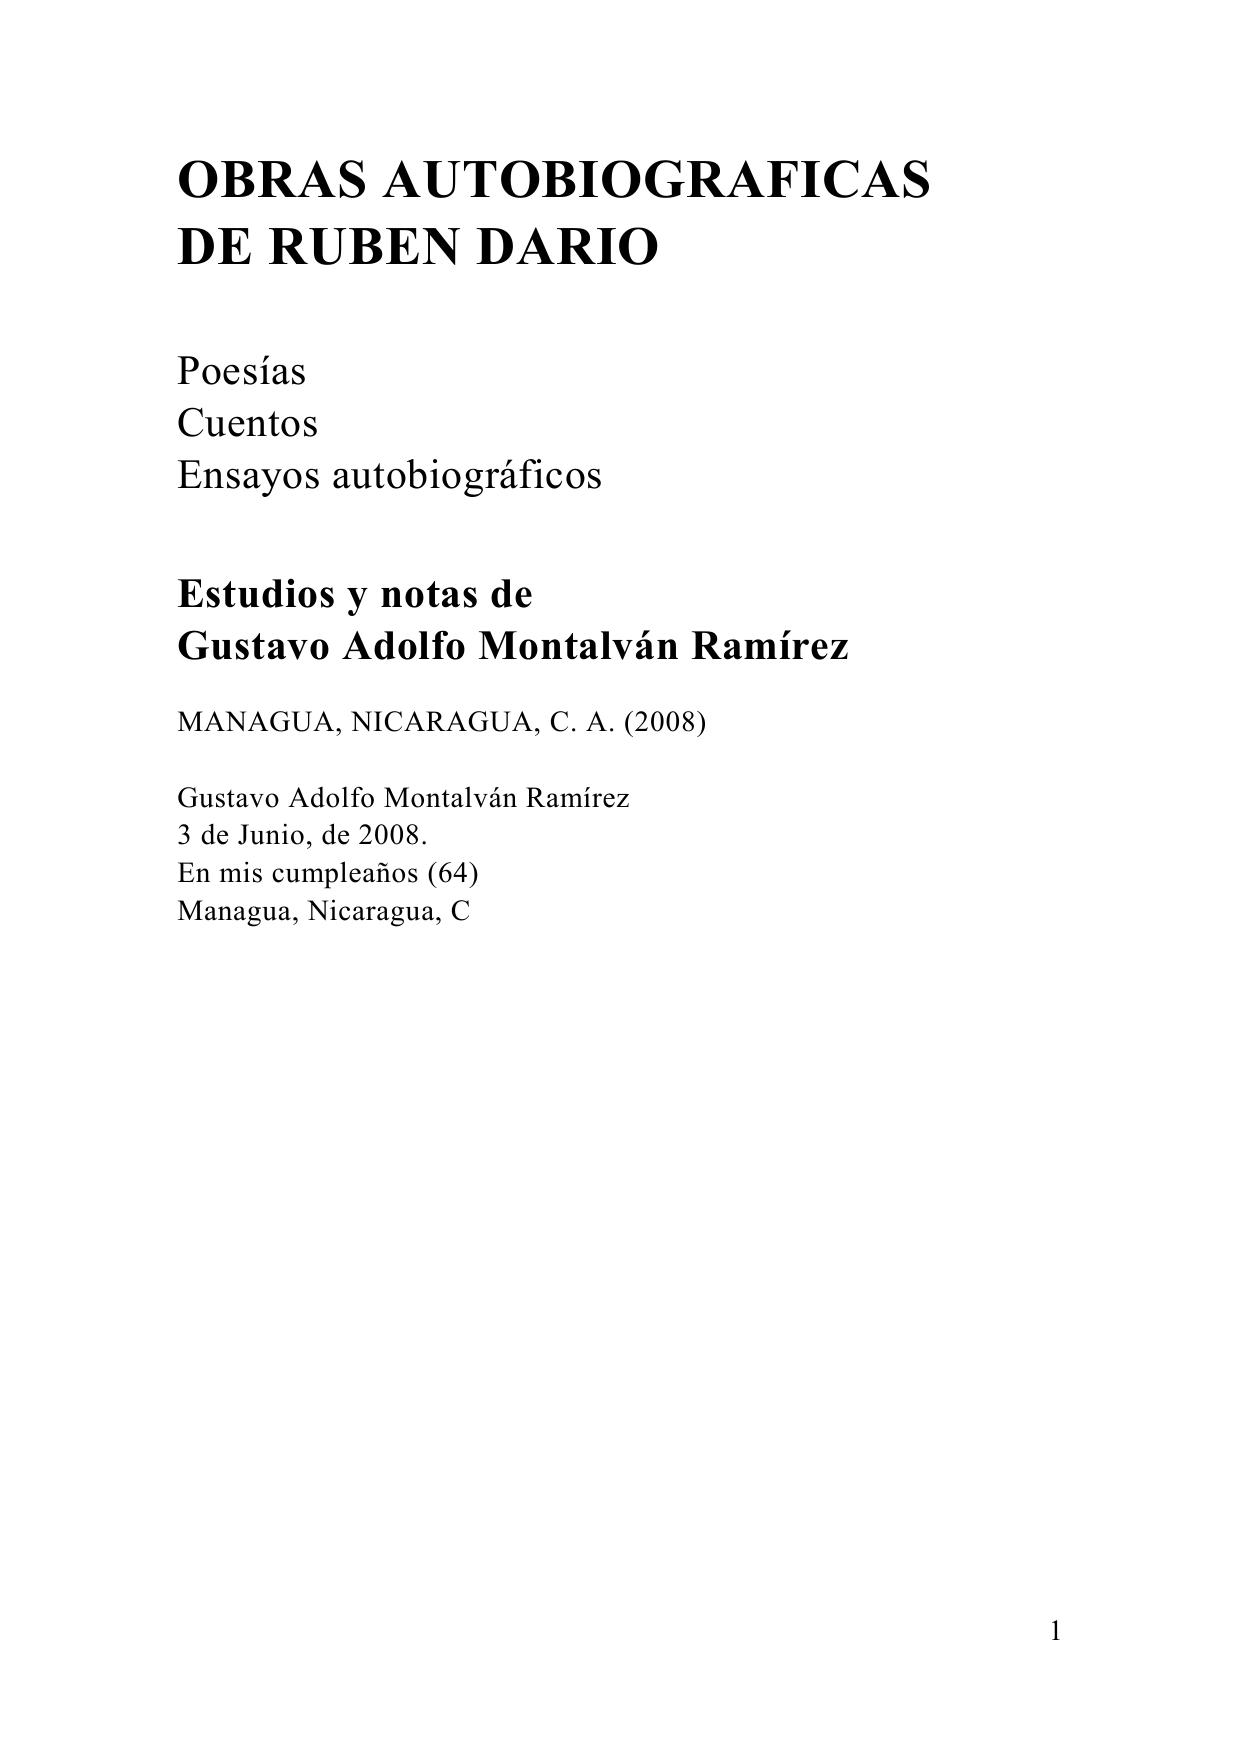 OBRAS AUTOBIOGRAFICAS
DE RUBEN DARIO
Poesías
Cuentos
Ensayos autobiográficos
Estudios y notas de
Gustavo Adolfo Montalván Ramírez
MANAGUA, NICARAGUA, C. A. (2008)
Gustavo Adolfo Montalván Ramírez
3 de Junio, de 2008.
En mis cumpleaños (64)
Managua, Nicaragua, C
1